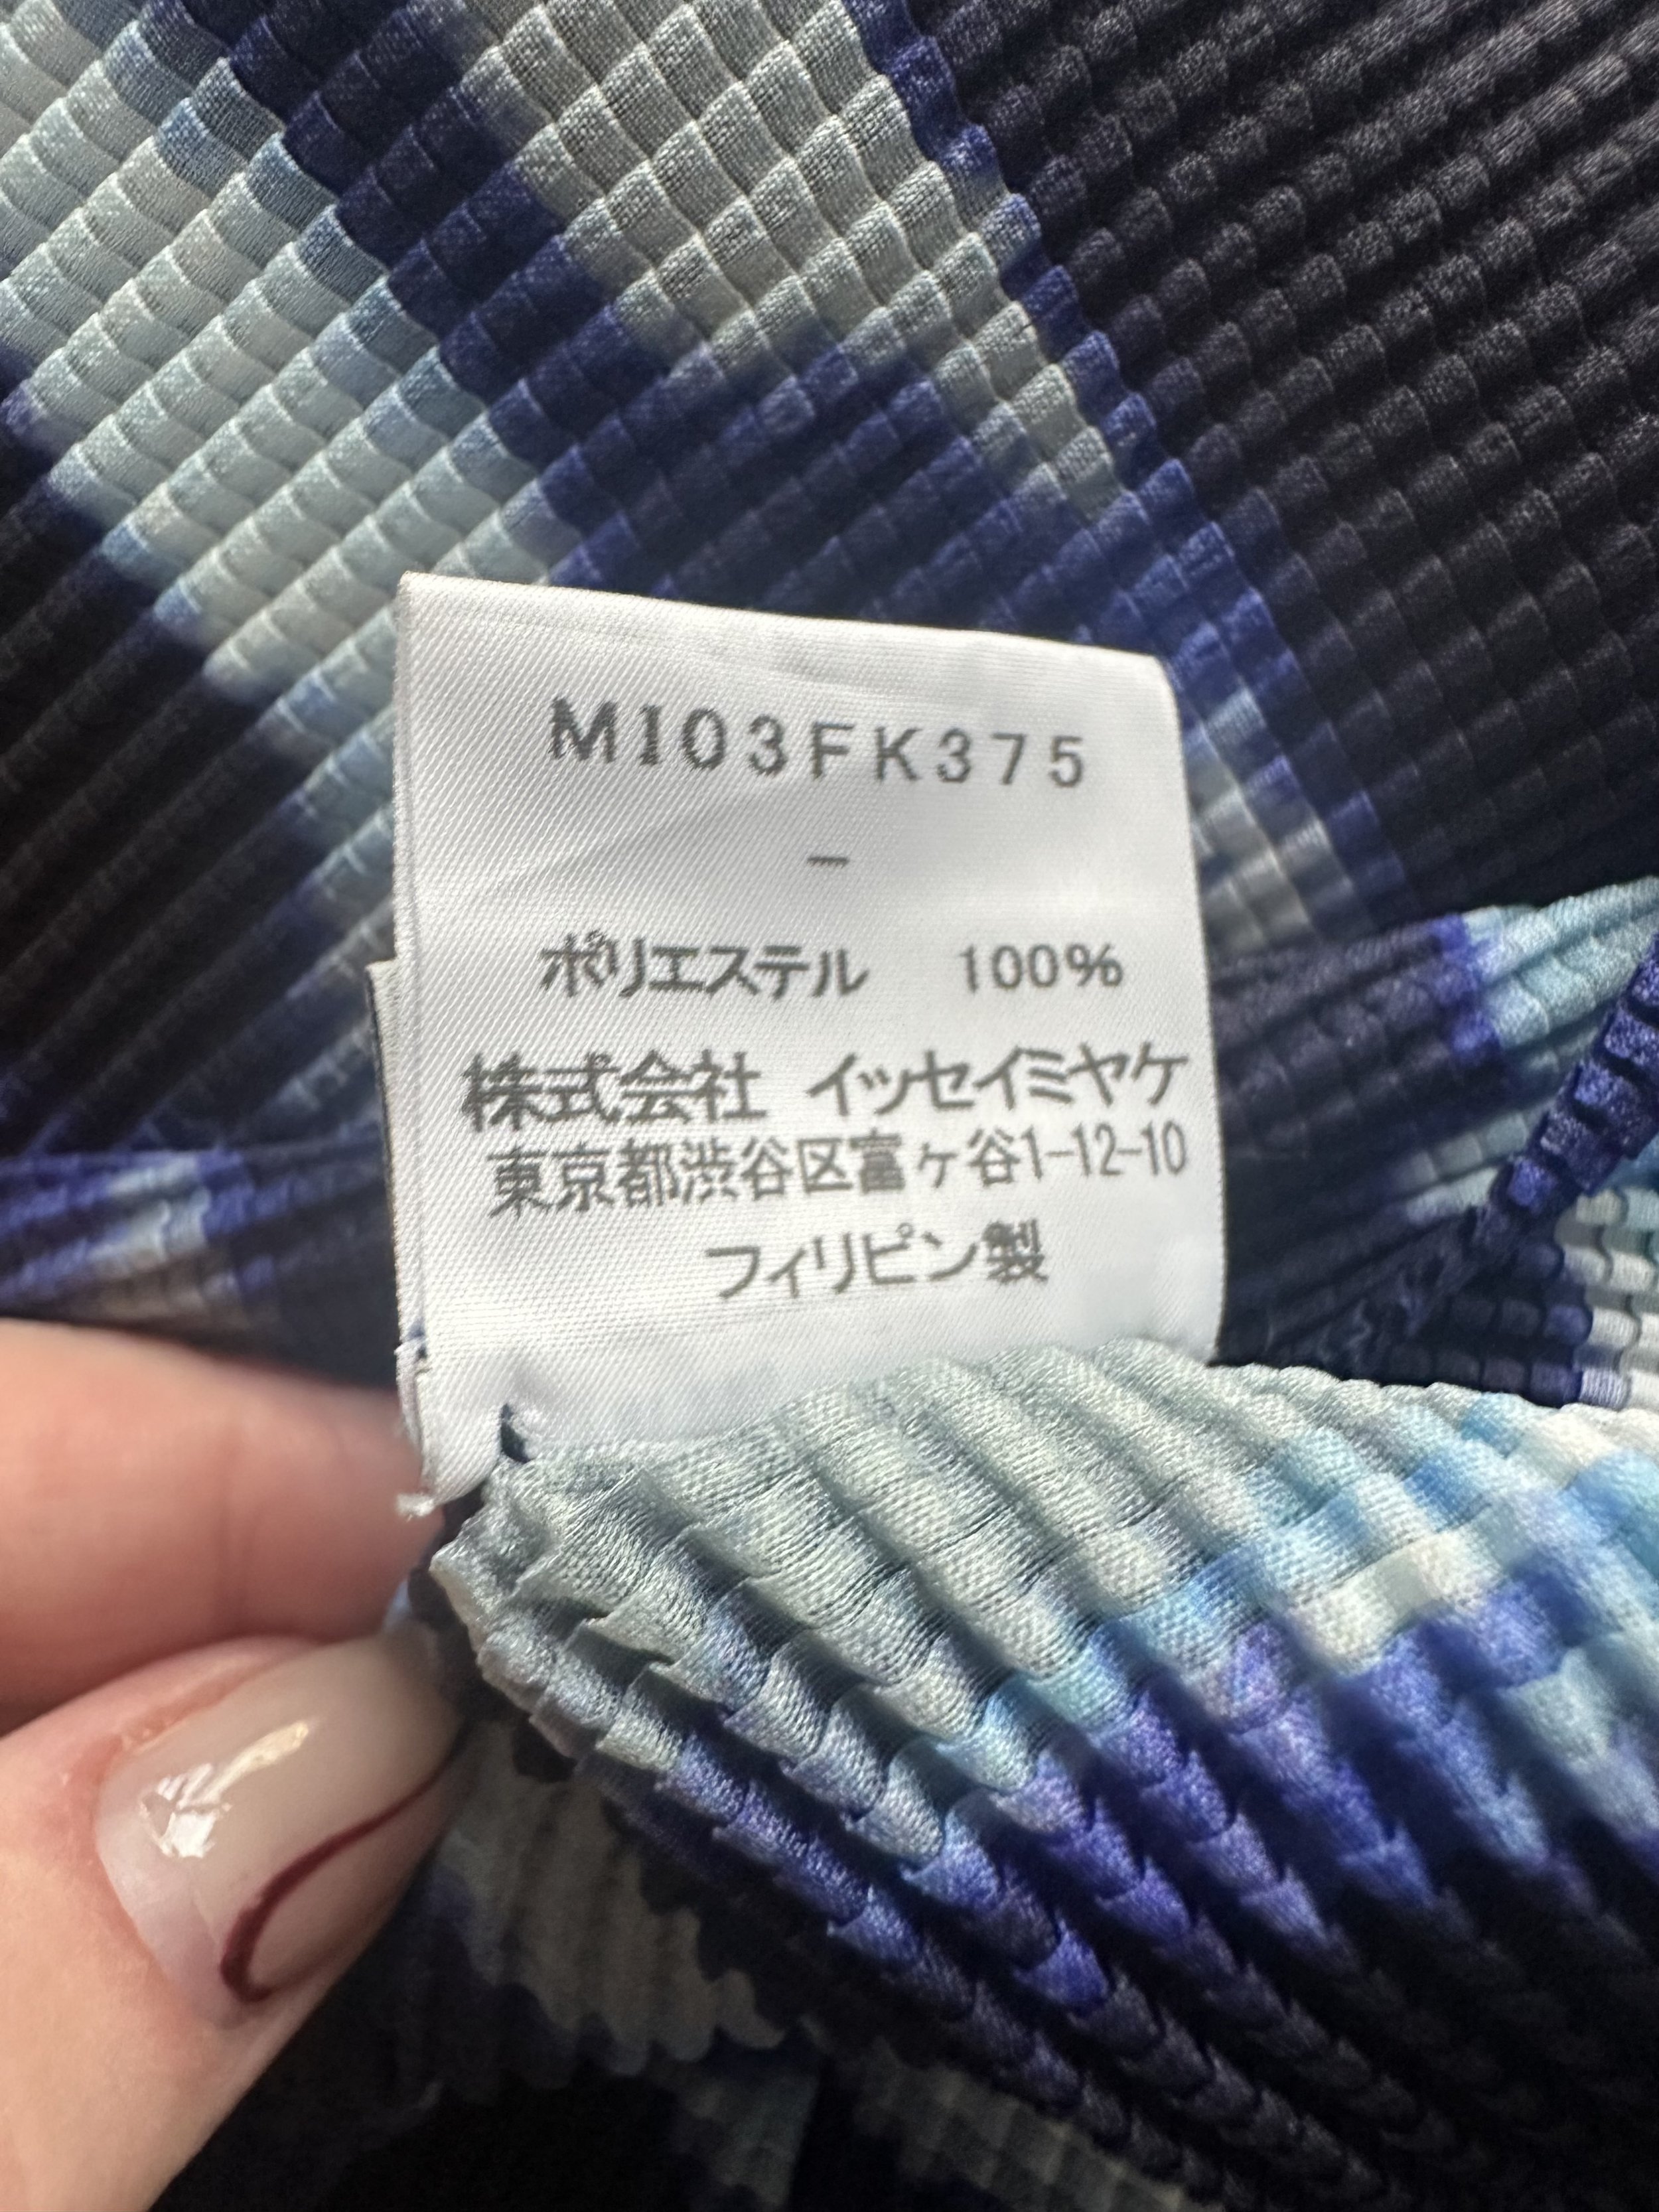 MI03FK375
-
ポリエステル 100%
株式会社 イッセイミヤケ
東京都渋谷区富ヶ谷1-12-10
フィリピン製